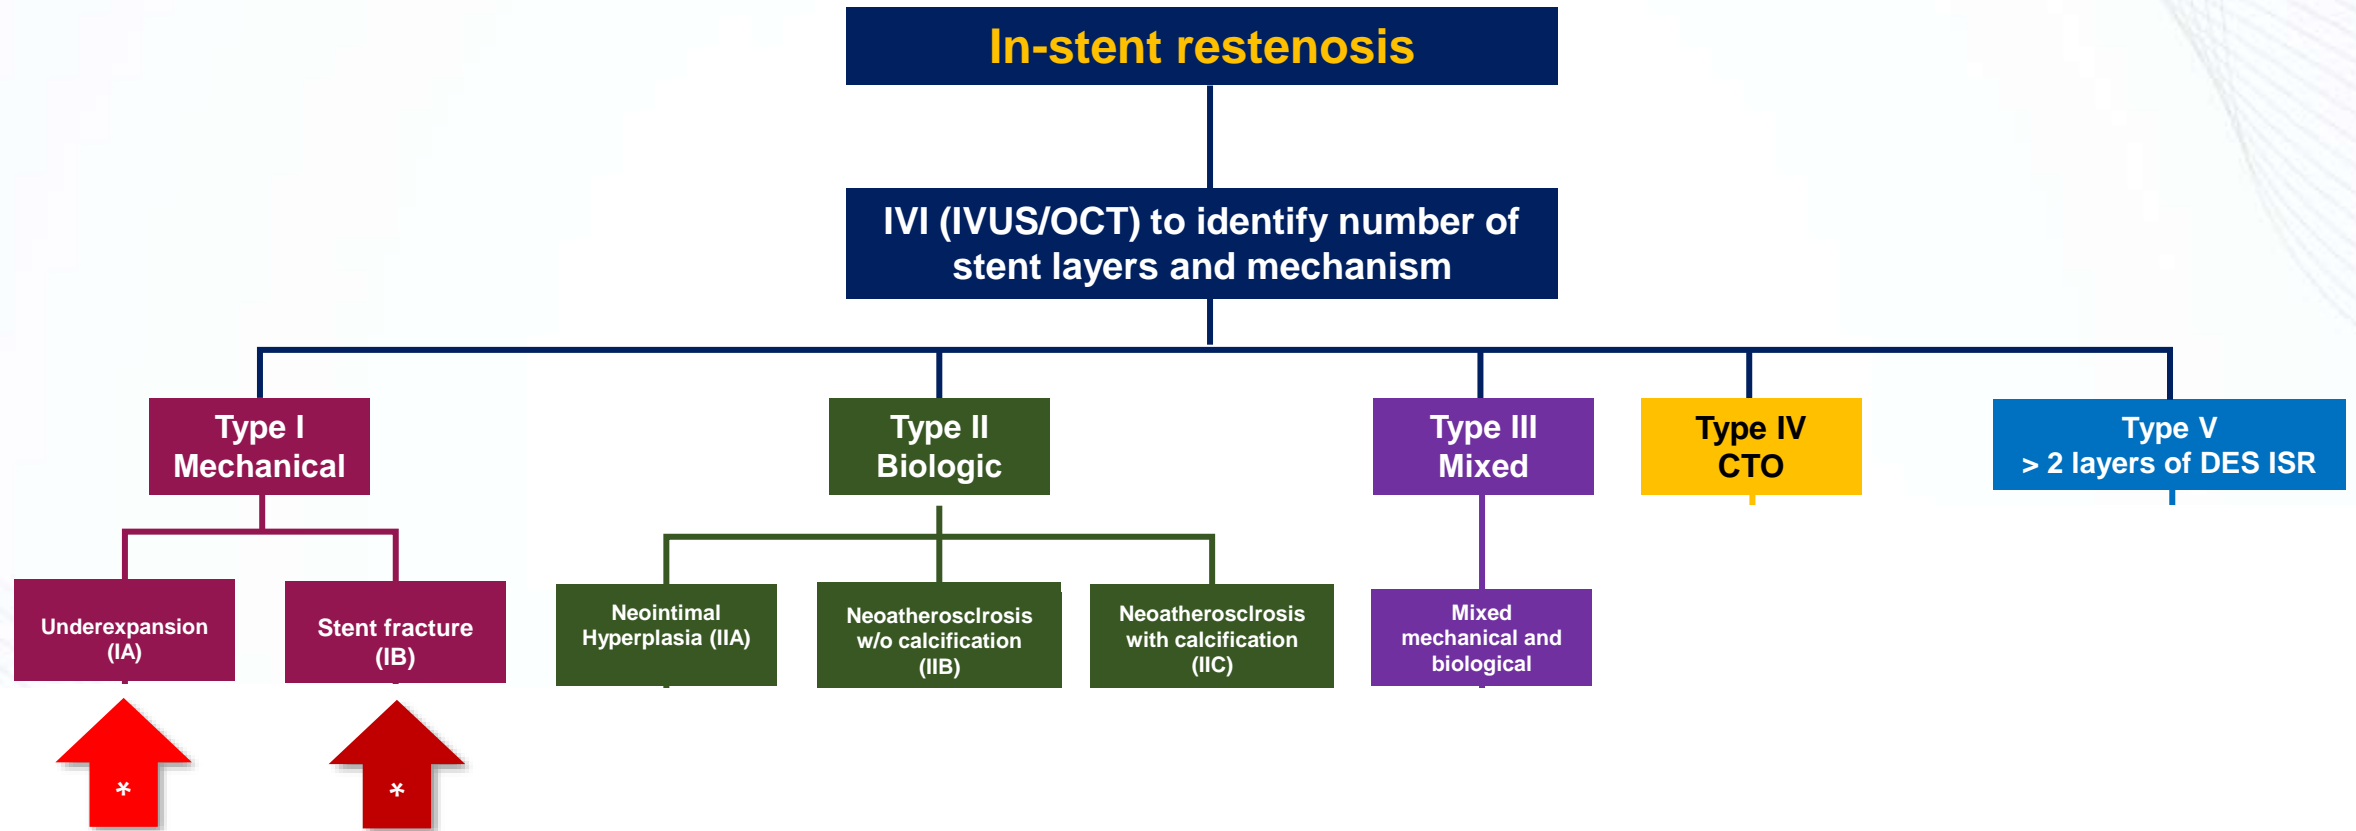 In-stent restenosis
IVI (IVUS/OCT) to identify number of
stent layers and mechanism
Type I
Mechanical
Type II
Biologic
Type III
Mixed
Type IV
CTO
Type V
> 2 layers of DES ISR
Underexpansion
(IA)
Stent fracture
(IB)
Neointimal
Hyperplasia (IIA)
Neoatherosclrosis
w/o calcification
(IIB)
Neoatherosclrosis
with calcification
(IIC)
Mixed
mechanical and
biological
*
*